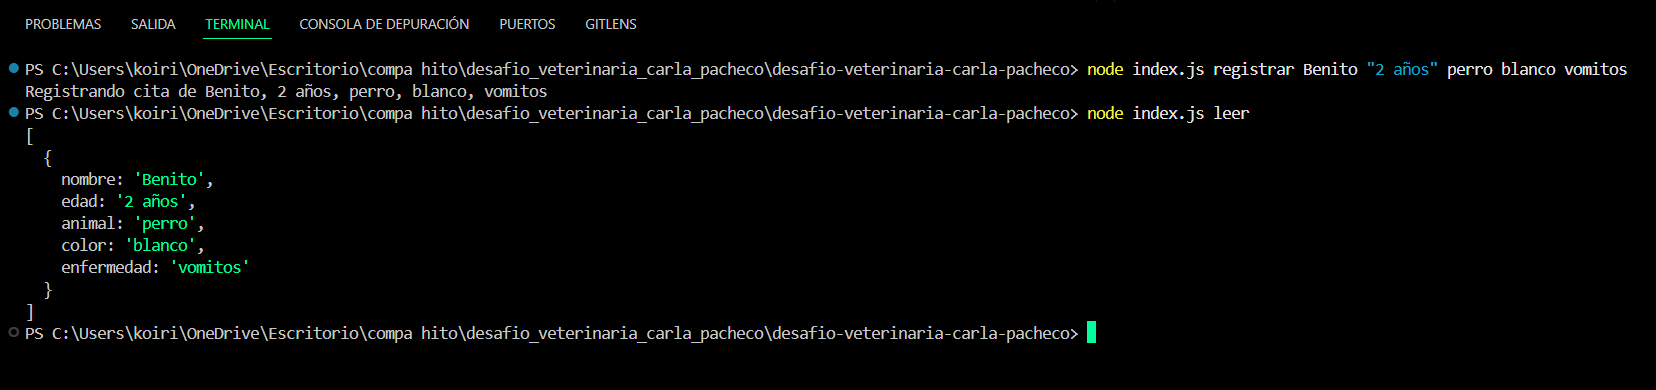 PROBLEMAS SALIDA TERMINAL CONSOLA DE DEPURACIÓN PUERTOS GITLENS
PS C:\Users\koiri\OneDrive\Escritorio\compa hito\desafio_veterinaria_carla_pacheco\desafio-veterinaria-carla-pacheco> node index.js registrar Benito "2 años" perro blanco vomitos
Registrando cita de Benito, 2 años, perro, blanco, vomitos
PS C:\Users\koiri\OneDrive\Escritorio\compa hito\desafio_veterinaria_carla_pacheco\desafio-veterinaria-carla-pacheco> node index.js leer
[
  {
    nombre: 'Benito',
    edad: '2 años',
    animal: 'perro',
    color: 'blanco',
    enfermedad: 'vomitos'
  }
]
PS C:\Users\koiri\OneDrive\Escritorio\compa hito\desafio_veterinaria_carla_pacheco\desafio-veterinaria-carla-pacheco>